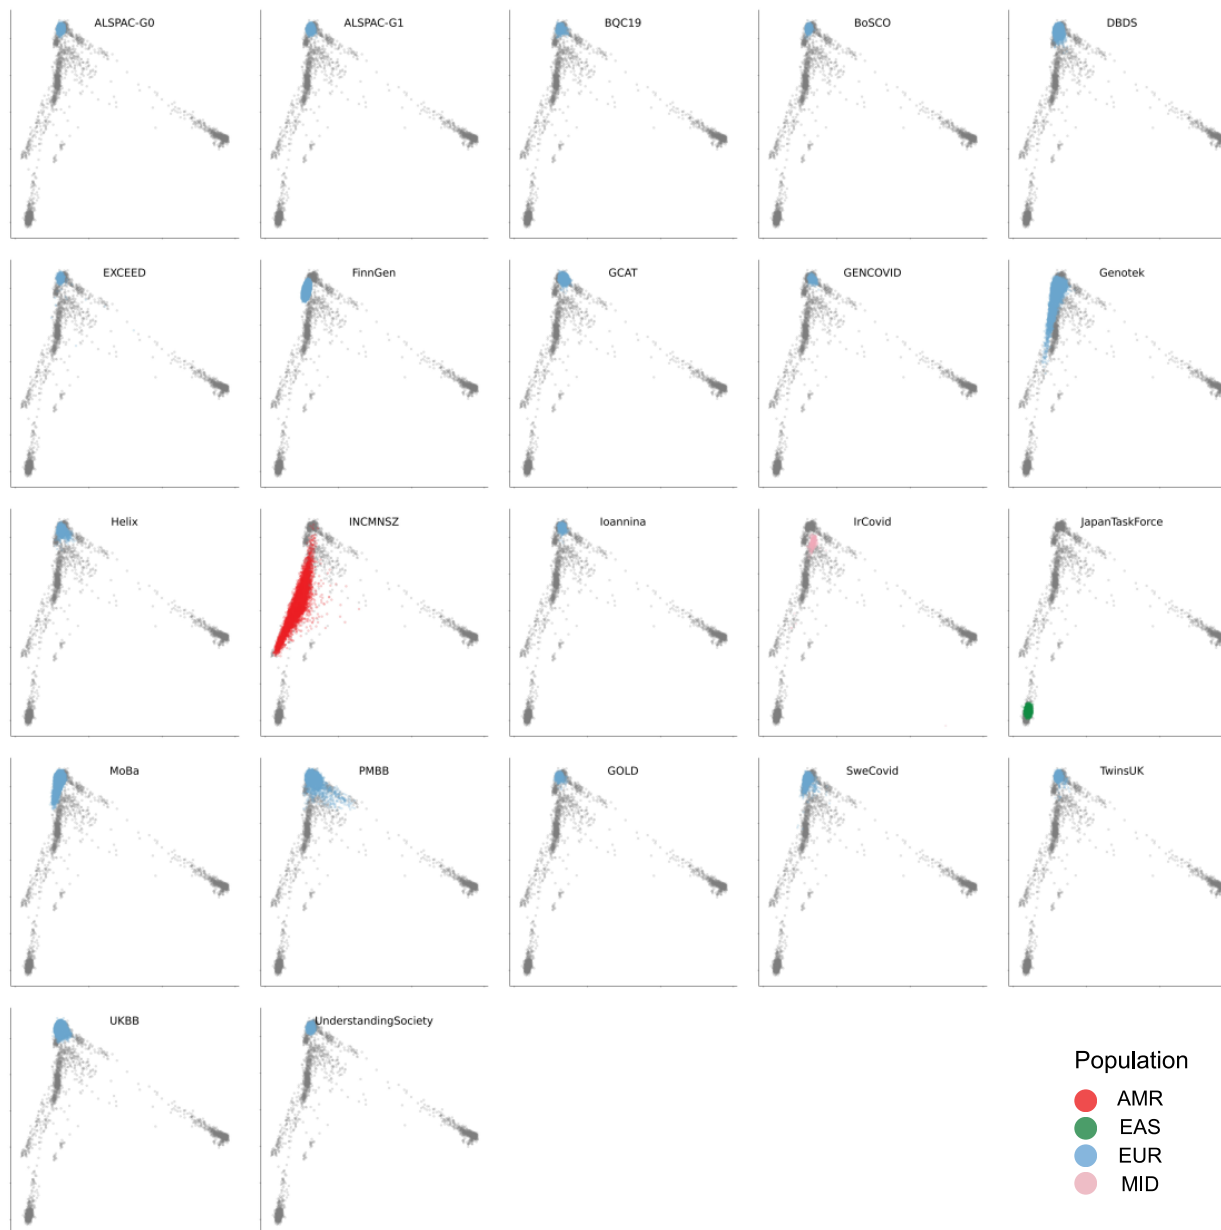 ALSPAC-G0
ALSPAC-G1
BQC19
BoSCO
DBDS
EXCEED
FinnGen
GCAT
GENCOVID
Genotek
Helix
INCMNSZ
Ioannina
IrCovid
JapanTaskForce
MoBa
PMBB
GOLD
SweCovid
TwinsUK
UKBB
UnderstandingSociety
Population
AMR
EAS
EUR
MID